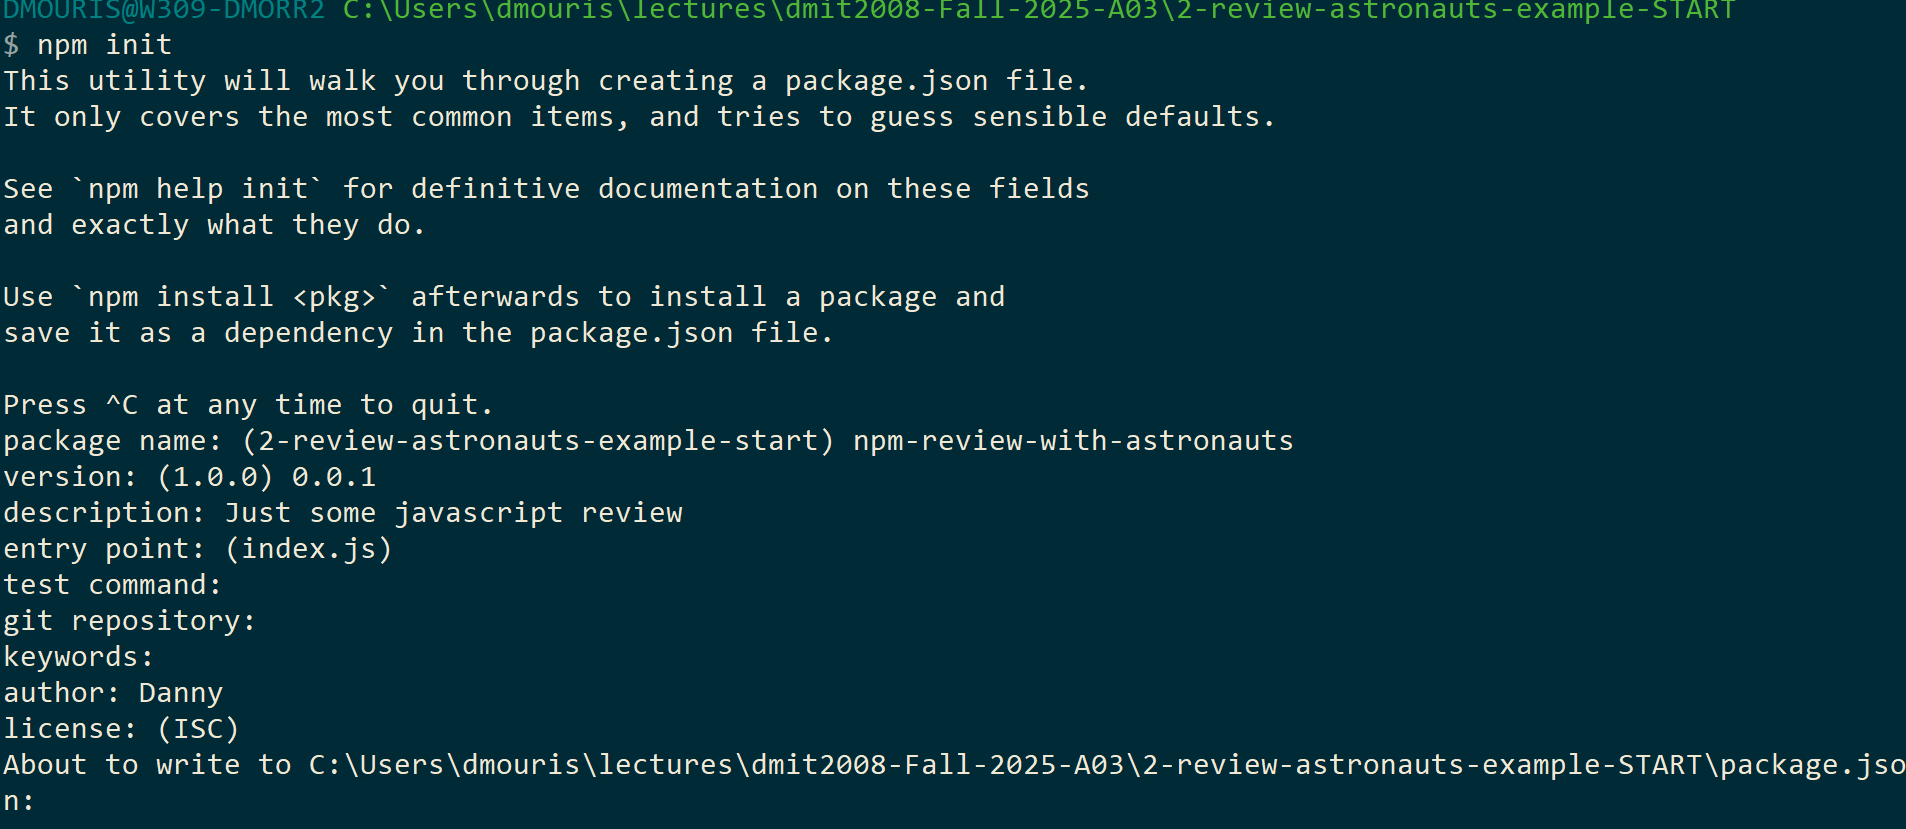 DMOURIS@W309-DMORR2 C:\Users\dmouris\lectures\dmit2008-Fall-2025-A03\2-review-astronauts-example-START
$ npm init
This utility will walk you through creating a package.json file.
It only covers the most common items, and tries to guess sensible defaults.
See `npm help init` for definitive documentation on these fields
and exactly what they do.
Use `npm install <pkg>` afterwards to install a package and
save it as a dependency in the package.json file.
Press ^C at any time to quit.
package name: (2-review-astronauts-example-start) npm-review-with-astronauts
version: (1.0.0) 0.0.1
description: Just some javascript review
entry point: (index.js)
test command:
git repository:
keywords:
author: Danny
license: (ISC)
About to write to C:\Users\dmouris\lectures\dmit2008-Fall-2025-A03\2-review-astronauts-example-START\package.jso
n: